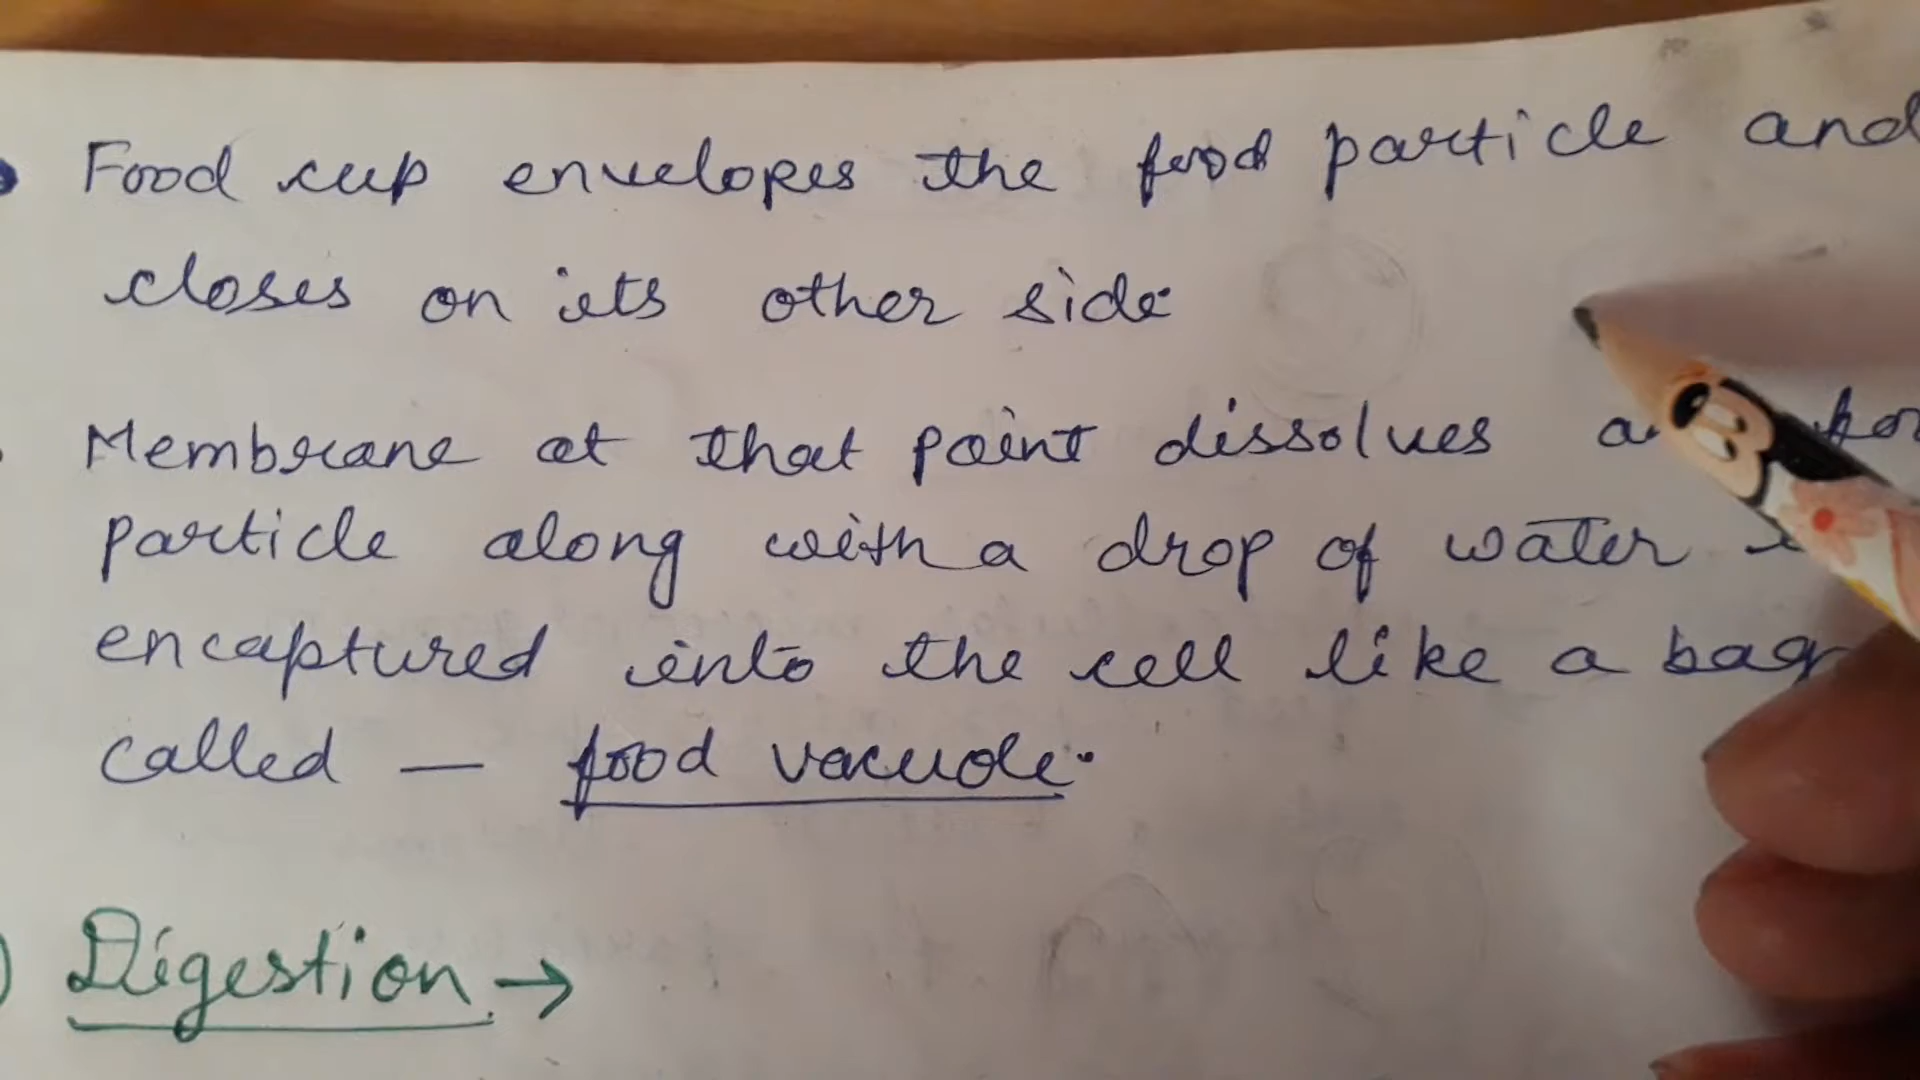 Food cup envelopes the food particle and
closes on its other side.
Membrane at that point dissolves
particle along with a drop of water
encaptured into the cell like a bag
called — food vacuole.
Digestion →